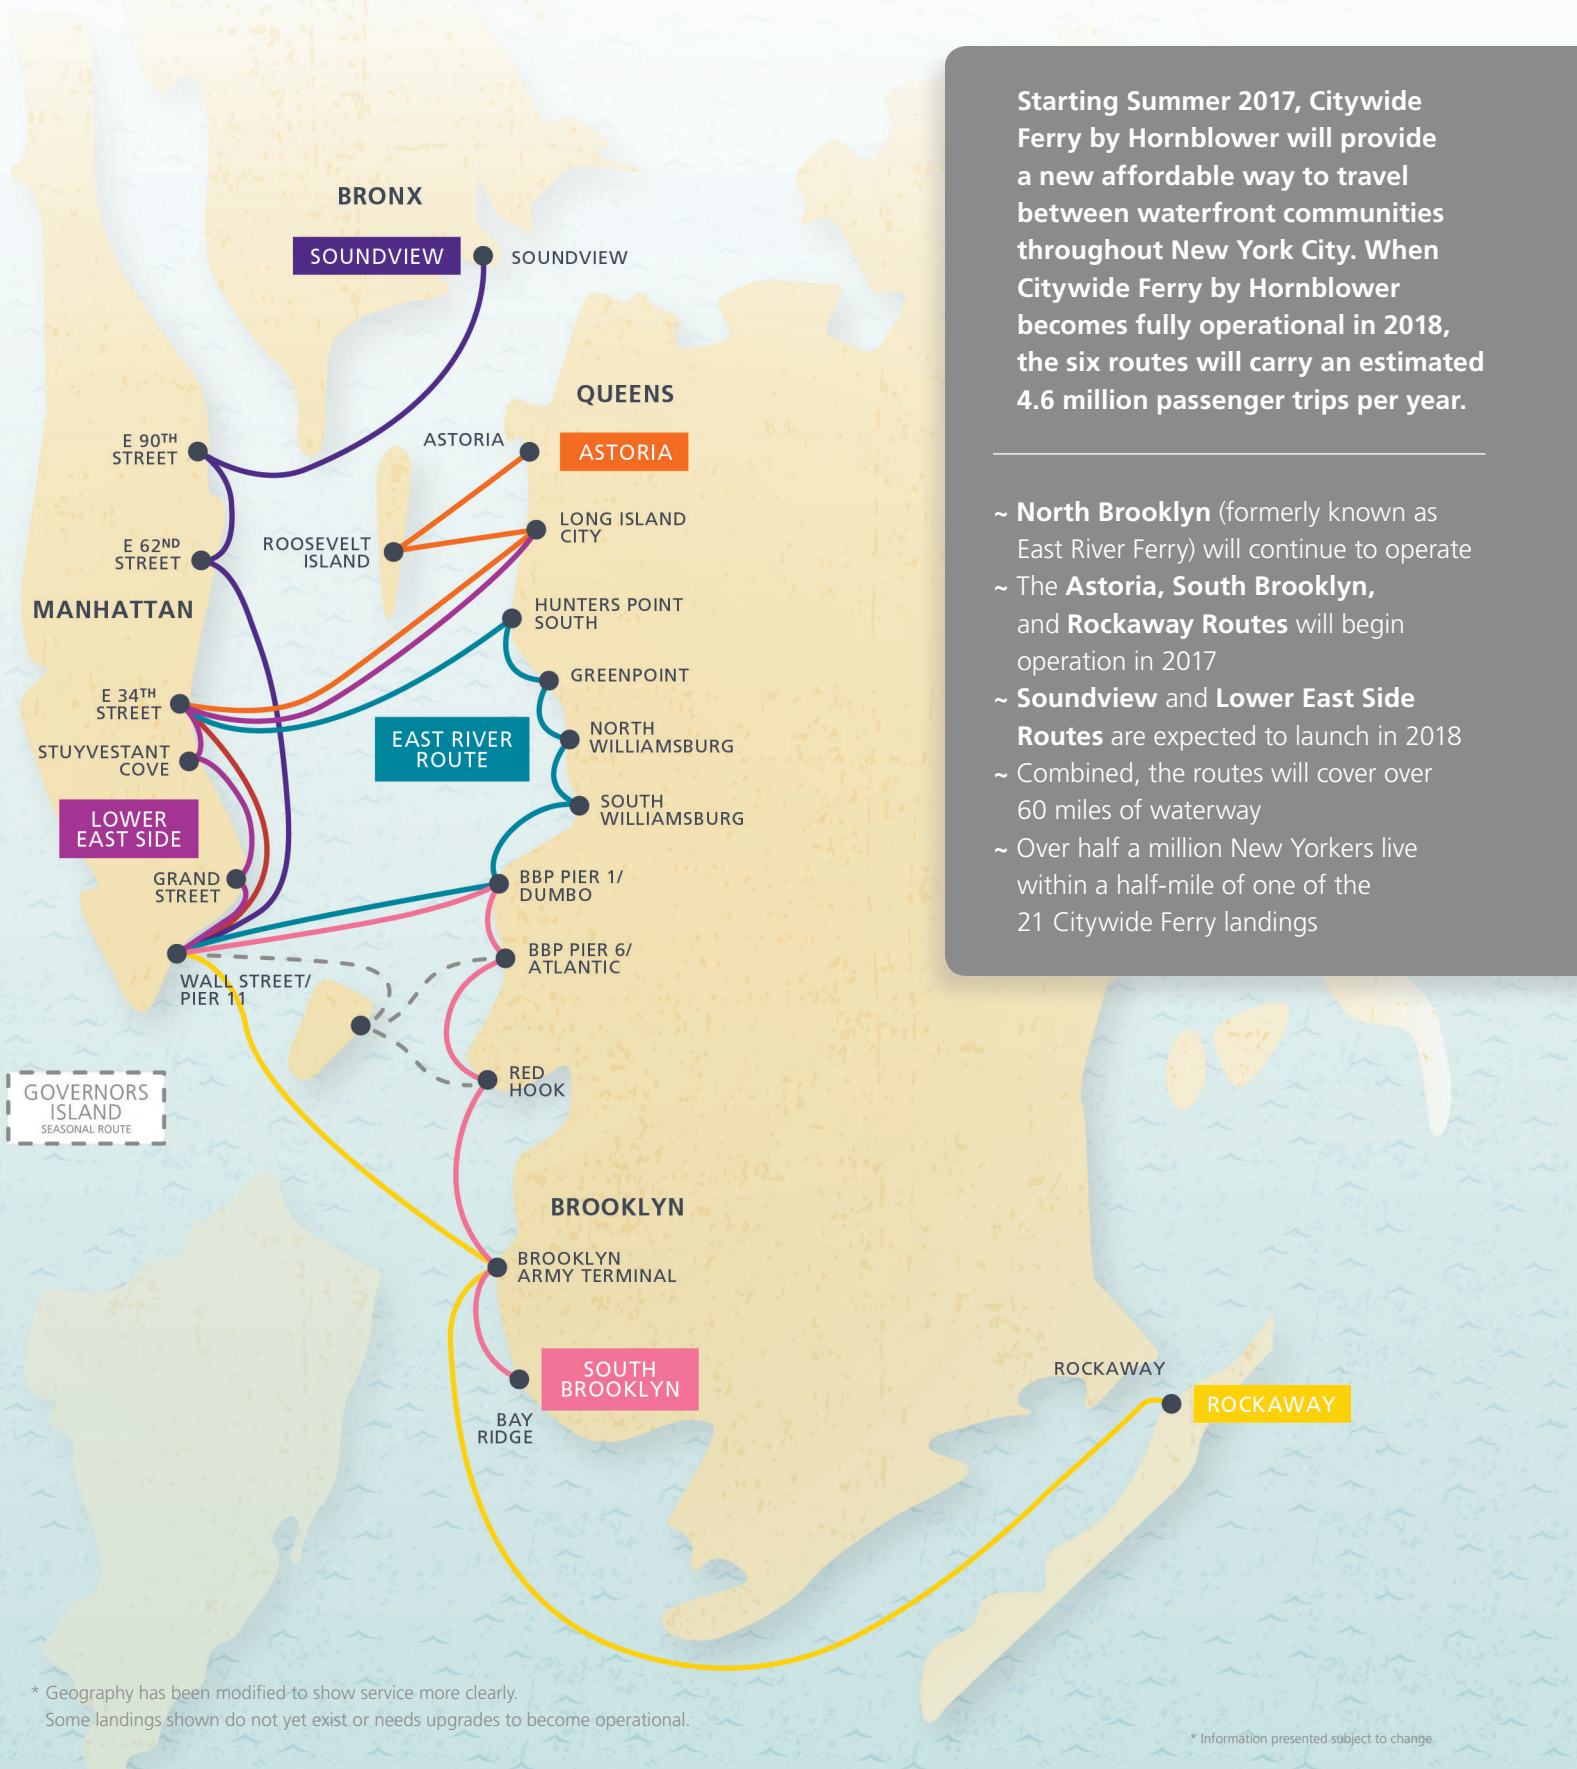 Starting Summer 2017, Citywide
Ferry by Hornblower will provide
a new affordable way to travel
between waterfront communities
throughout New York City. When
Citywide Ferry by Hornblower
becomes fully operational in 2018,
the six routes will carry an estimated
4.6 million passenger trips per year.
~ North Brooklyn (formerly known as
East River Ferry) will continue to operate
~ The Astoria, South Brooklyn,
and Rockaway Routes will begin
operation in 2017
~ Soundview and Lower East Side
Routes are expected to launch in 2018
~ Combined, the routes will cover over
60 miles of waterway
~ Over half a million New Yorkers live
within a half-mile of one of the
21 Citywide Ferry landings
BRONX
SOUNDVIEW
SOUNDVIEW
QUEENS
ASTORIA
ASTORIA
E 90TH
STREET
LONG ISLAND
CITY
E 62ND
STREET
ROOSEVELT
ISLAND
MANHATTAN
HUNTERS POINT
SOUTH
GREENPOINT
E 34TH
STREET
NORTH
WILLIAMSBURG
EAST RIVER
ROUTE
STUYVESTANT
COVE
SOUTH
WILLIAMSBURG
LOWER
EAST SIDE
GRAND
STREET
BBP PIER 1/
DUMBO
BBP PIER 6/
ATLANTIC
WALL STREET/
PIER 11
RED
HOOK
GOVERNORS
ISLAND
SEASONAL ROUTE
BROOKLYN
BROOKLYN
ARMY TERMINAL
SOUTH
BROOKLYN
BAY
RIDGE
ROCKAWAY
ROCKAWAY
* Geography has been modified to show service more clearly.
Some landings shown do not yet exist or needs upgrades to become operational.
* Information presented subject to change